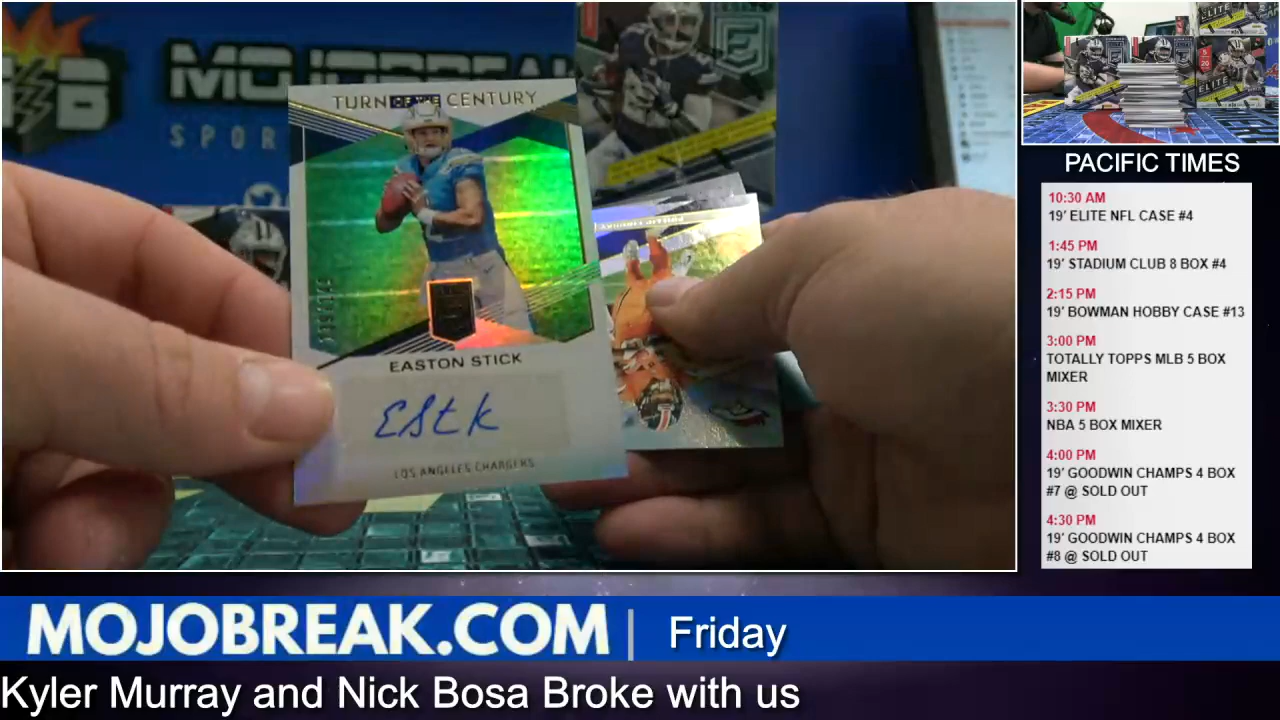 MOJOBREAK
SPOR
TURN OF THE CENTURY
EASTON STICK
EStk
LOS ANGELES CHARGERS
ELITE
PACIFIC TIMES
10:30 AM
19' ELITE NFL CASE #4
1:45 PM
19' STADIUM CLUB 8 BOX #4
2:15 PM
19' BOWMAN HOBBY CASE #13
3:00 PM
TOTALLY TOPPS MLB 5 BOX
MIXER
3:30 PM
NBA 5 BOX MIXER
4:00 PM
19' GOODWIN CHAMPS 4 BOX
#7 @ SOLD OUT
4:30 PM
19' GOODWIN CHAMPS 4 BOX
#8 @ SOLD OUT
MOJOBREAK.COM | Friday
Kyler Murray and Nick Bosa Broke with us